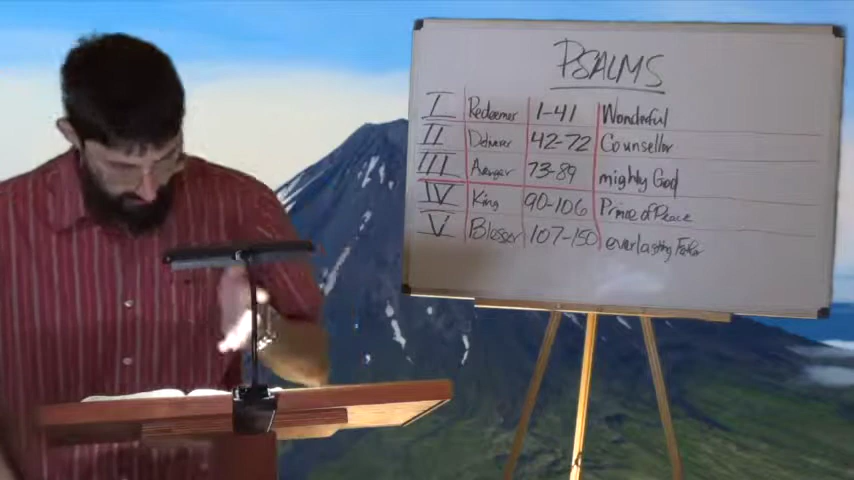 PSALMS
I Redeemer 1-41 Wonderful
II Deliverer 42-72 Counsellor
III Avenger 73-89 mighty God
IV King 90-106 Prince of Peace
V Blesser 107-150 everlasting Father